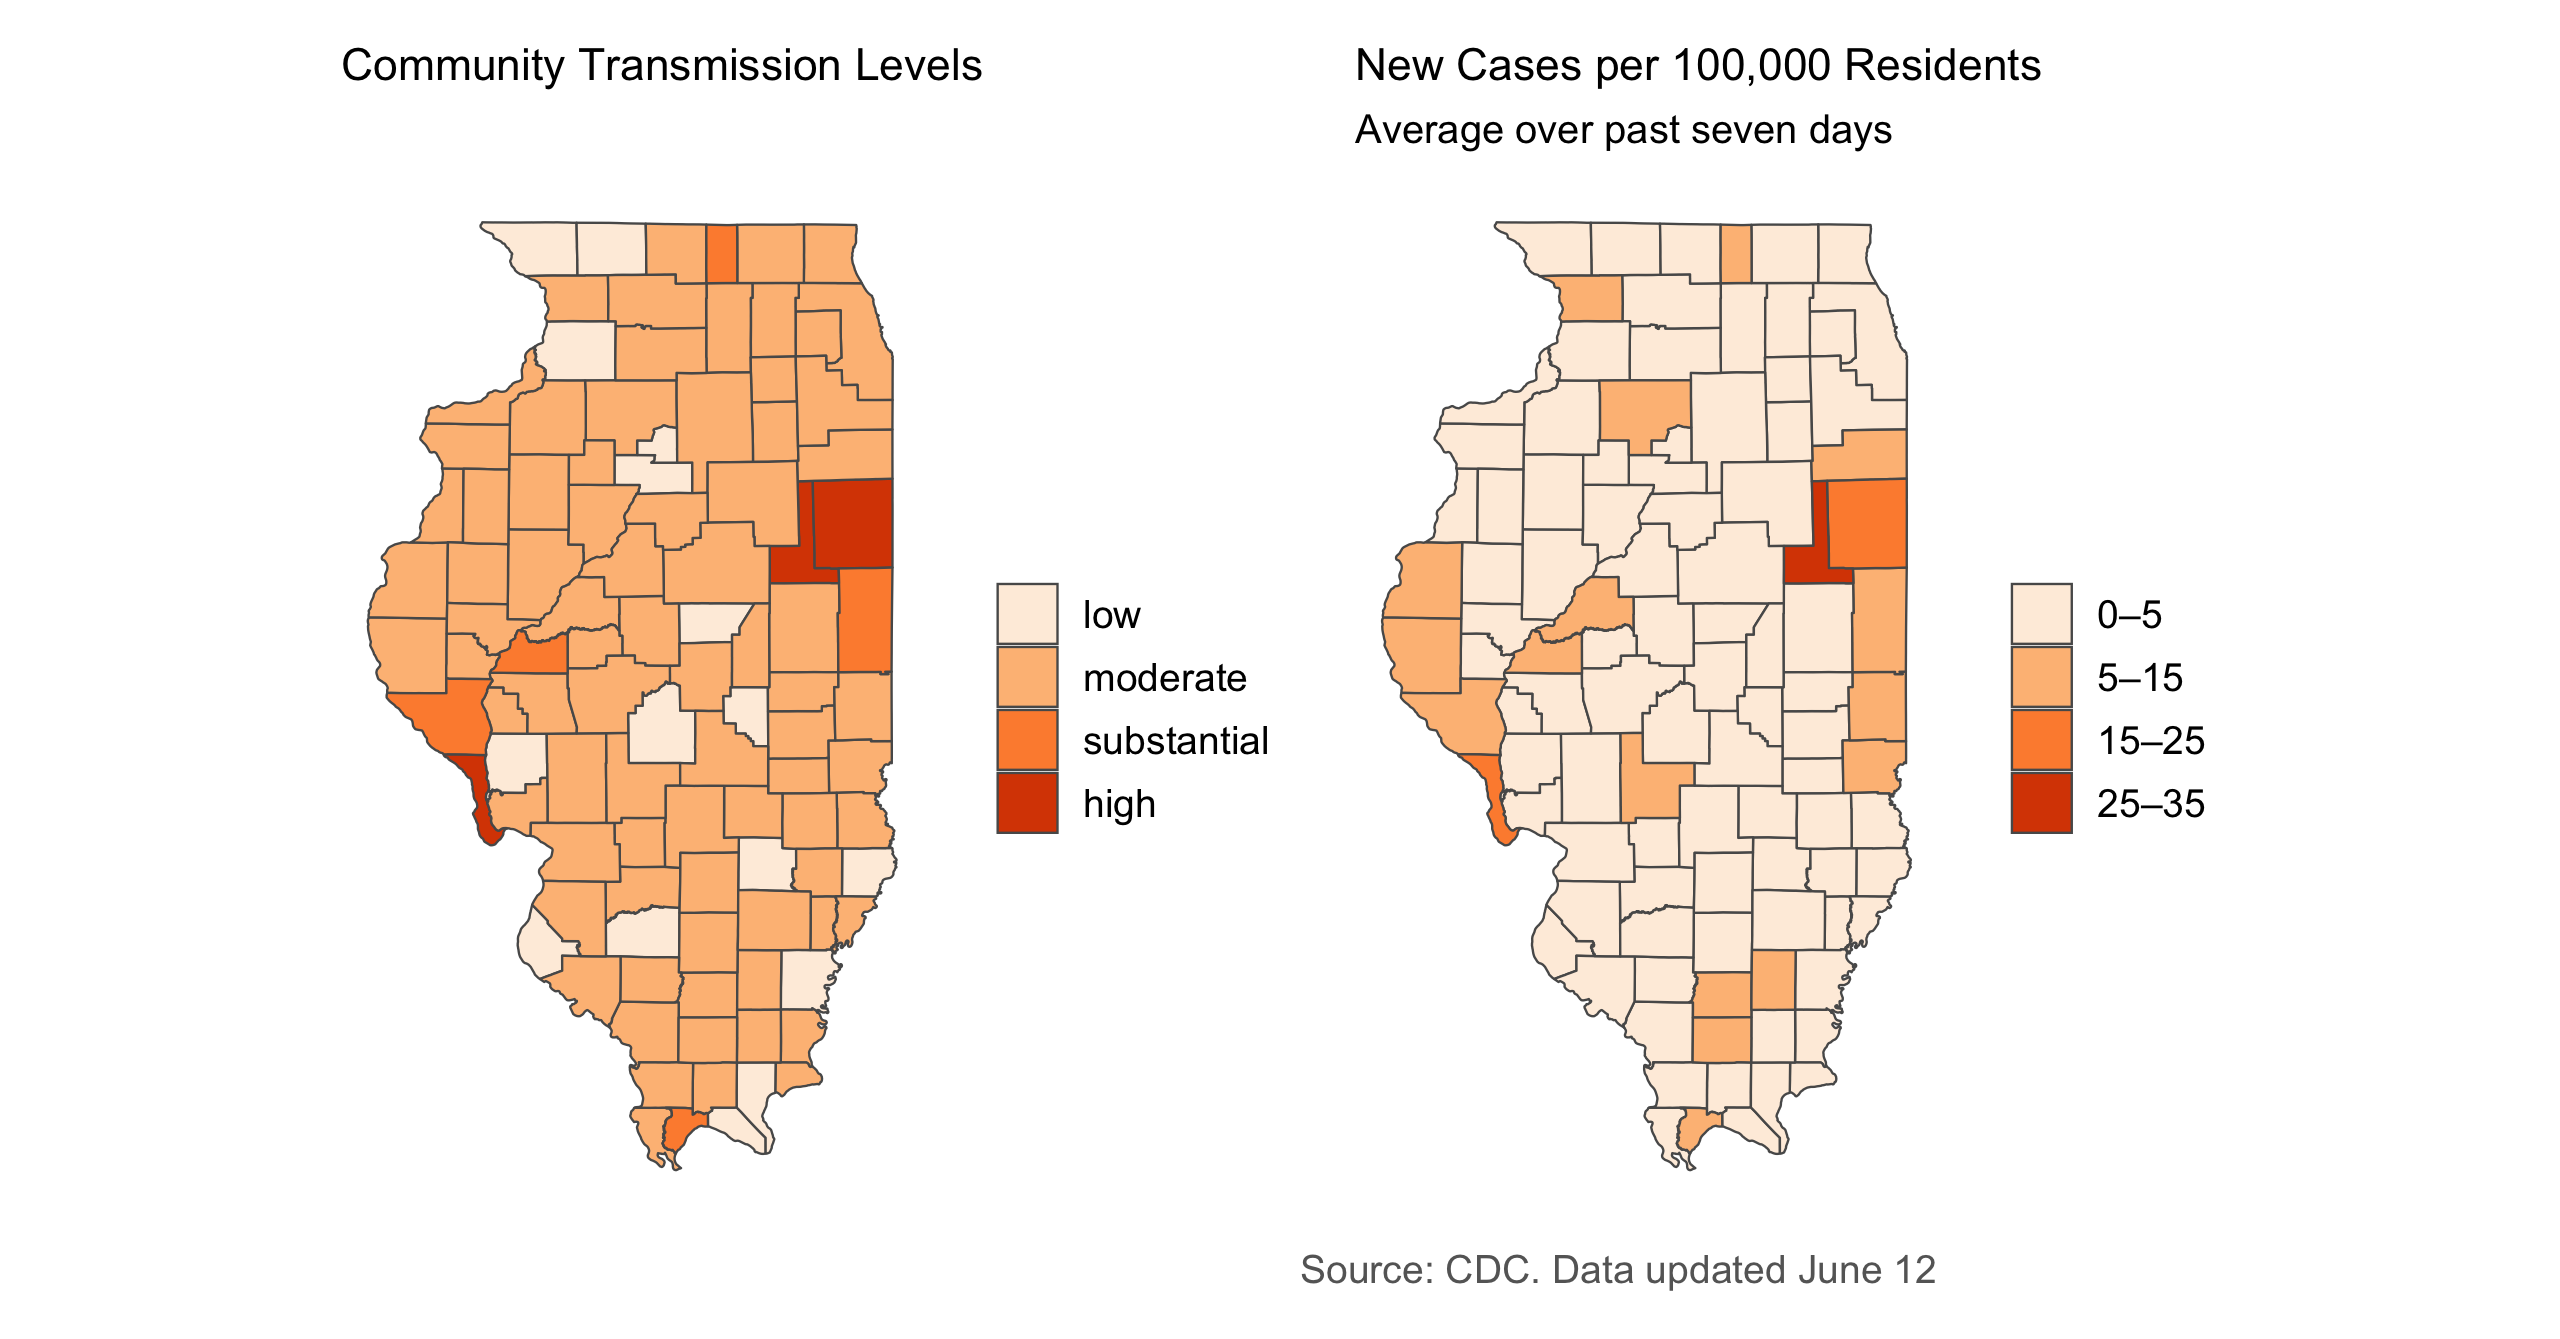 Community Transmission Levels
low
moderate
substantial
high
New Cases per 100,000 Residents
Average over past seven days
0–5
5–15
15–25
25–35
Source: CDC. Data updated June 12